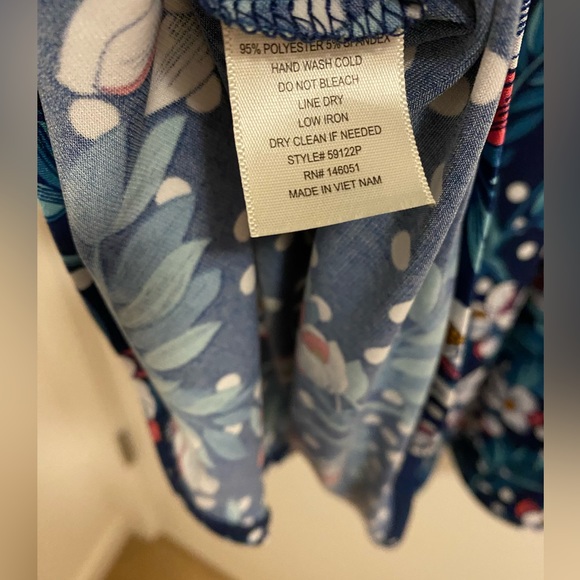 95% POLYESTER 5% SPANDEX
HAND WASH COLD
DO NOT BLEACH
LINE DRY
LOW IRON
DRY CLEAN IF NEEDED
STYLE# 59122P
RN# 146051
MADE IN VIET NAM